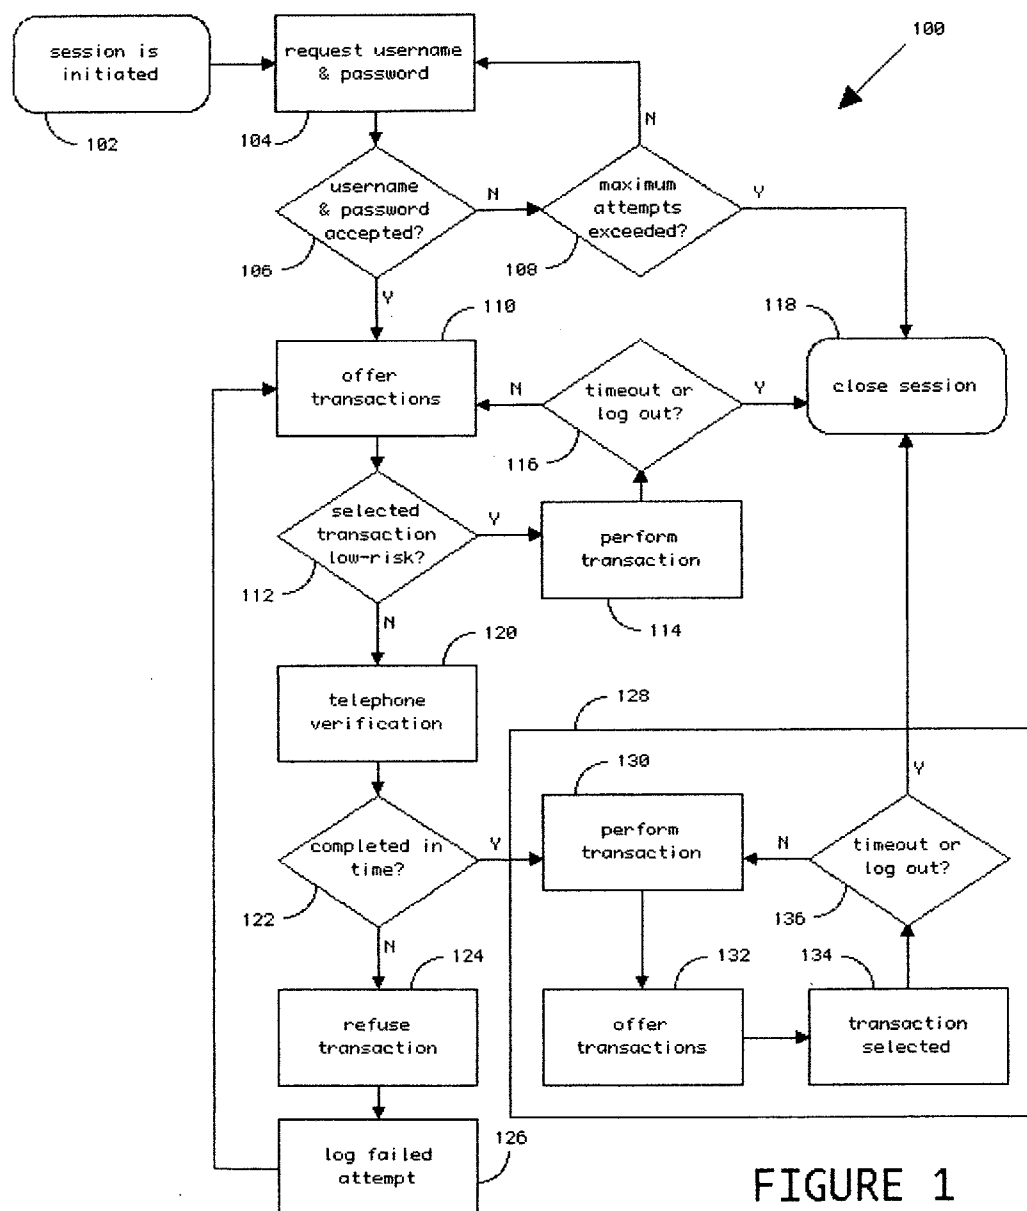 session is
initiated
102
request username
& password
104
100
username
& password
accepted?
106
N
Y
maximum
attempts
exceeded?
108
N
Y
110
offer
transactions
timeout or
log out?
116
N
Y
118
close session
selected
transaction
low-risk?
112
Y
N
perform
transaction
114
120
telephone
verification
128
completed in
time?
122
Y
N
130
perform
transaction
timeout or
log out?
136
N
Y
124
refuse
transaction
132
offer
transactions
134
transaction
selected
log failed
attempt
126
FIGURE 1